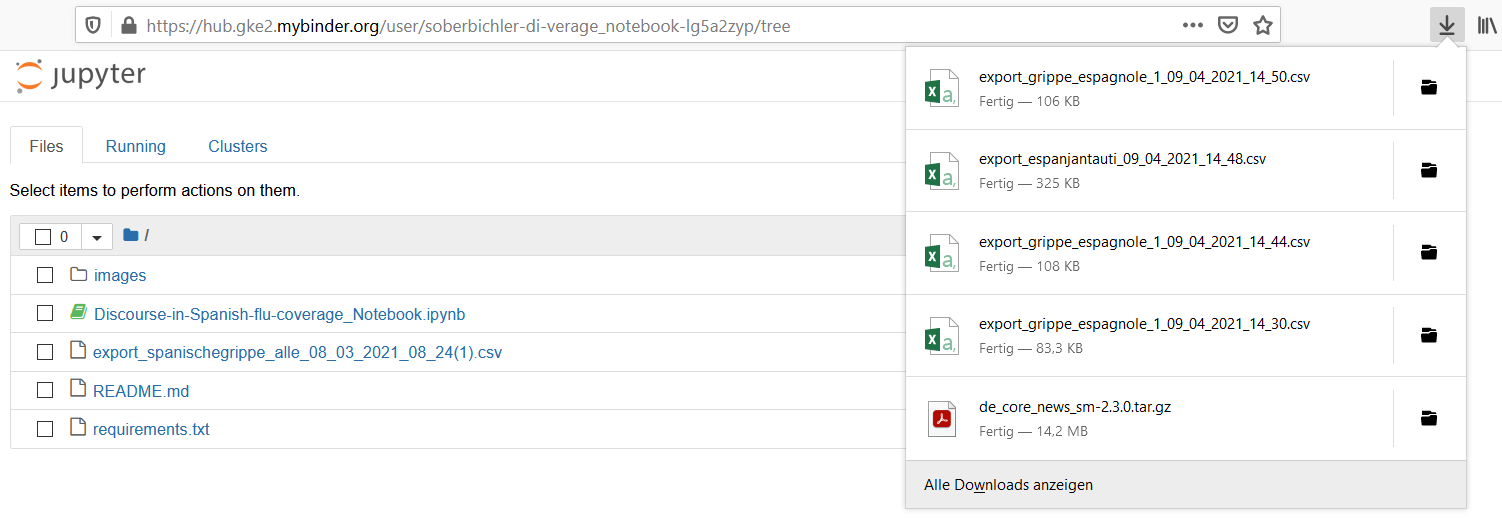 https://hub.gke2.mybinder.org/user/soberbichler-di-verage_notebook-lg5a2zyp/tree
jupyter
Files
Running
Clusters
Select items to perform actions on them.
0
/
images
Discourse-in-Spanish-flu-coverage_Notebook.ipynb
export_spanischegrippe_alle_08_03_2021_08_24(1).csv
README.md
requirements.txt
export_grippe_espagnole_1_09_04_2021_14_50.csv
Fertig — 106 KB
export_espanjantauti_09_04_2021_14_48.csv
Fertig — 325 KB
export_grippe_espagnole_1_09_04_2021_14_44.csv
Fertig — 108 KB
export_grippe_espagnole_1_09_04_2021_14_30.csv
Fertig — 83,3 KB
de_core_news_sm-2.3.0.tar.gz
Fertig — 14,2 MB
Alle Downloads anzeigen